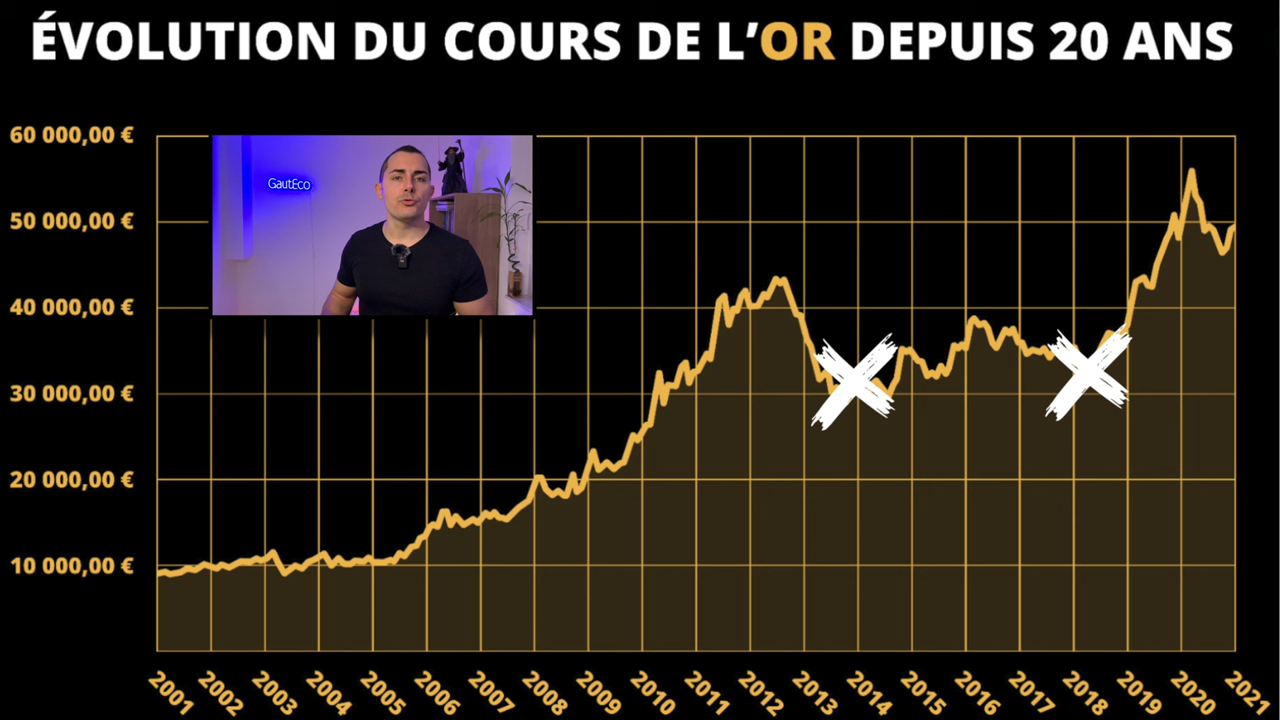 ÉVOLUTION DU COURS DE L’OR DEPUIS 20 ANS
60 000,00 €
50 000,00 €
40 000,00 €
30 000,00 €
20 000,00 €
10 000,00 €
GautEco
2001 2002 2003 2004 2005 2006 2007 2008 2009 2010 2011 2012 2013 2014 2015 2016 2017 2018 2019 2020 2021